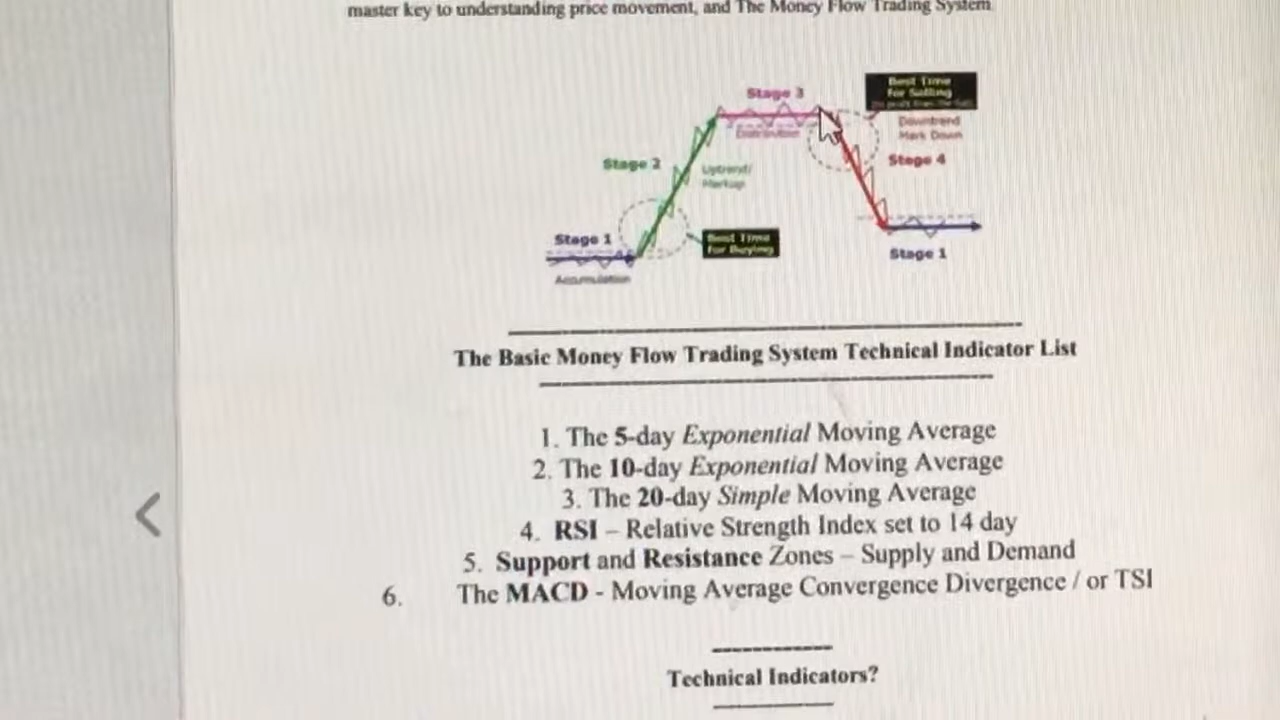 master key to understanding price movement, and The Money Flow Trading System.
Stage 3
Best Time
For Selling
Distribution
Downtrend
Mark Down
Stage 2
Stage 4
Uptrend/
Markup
Stage 1
Best Time
For Buying
Stage 1
Accumulation
The Basic Money Flow Trading System Technical Indicator List
1. The 5-day Exponential Moving Average
2. The 10-day Exponential Moving Average
3. The 20-day Simple Moving Average
4. RSI – Relative Strength Index set to 14 day
5. Support and Resistance Zones – Supply and Demand
6. The MACD - Moving Average Convergence Divergence / or TSI
Technical Indicators?